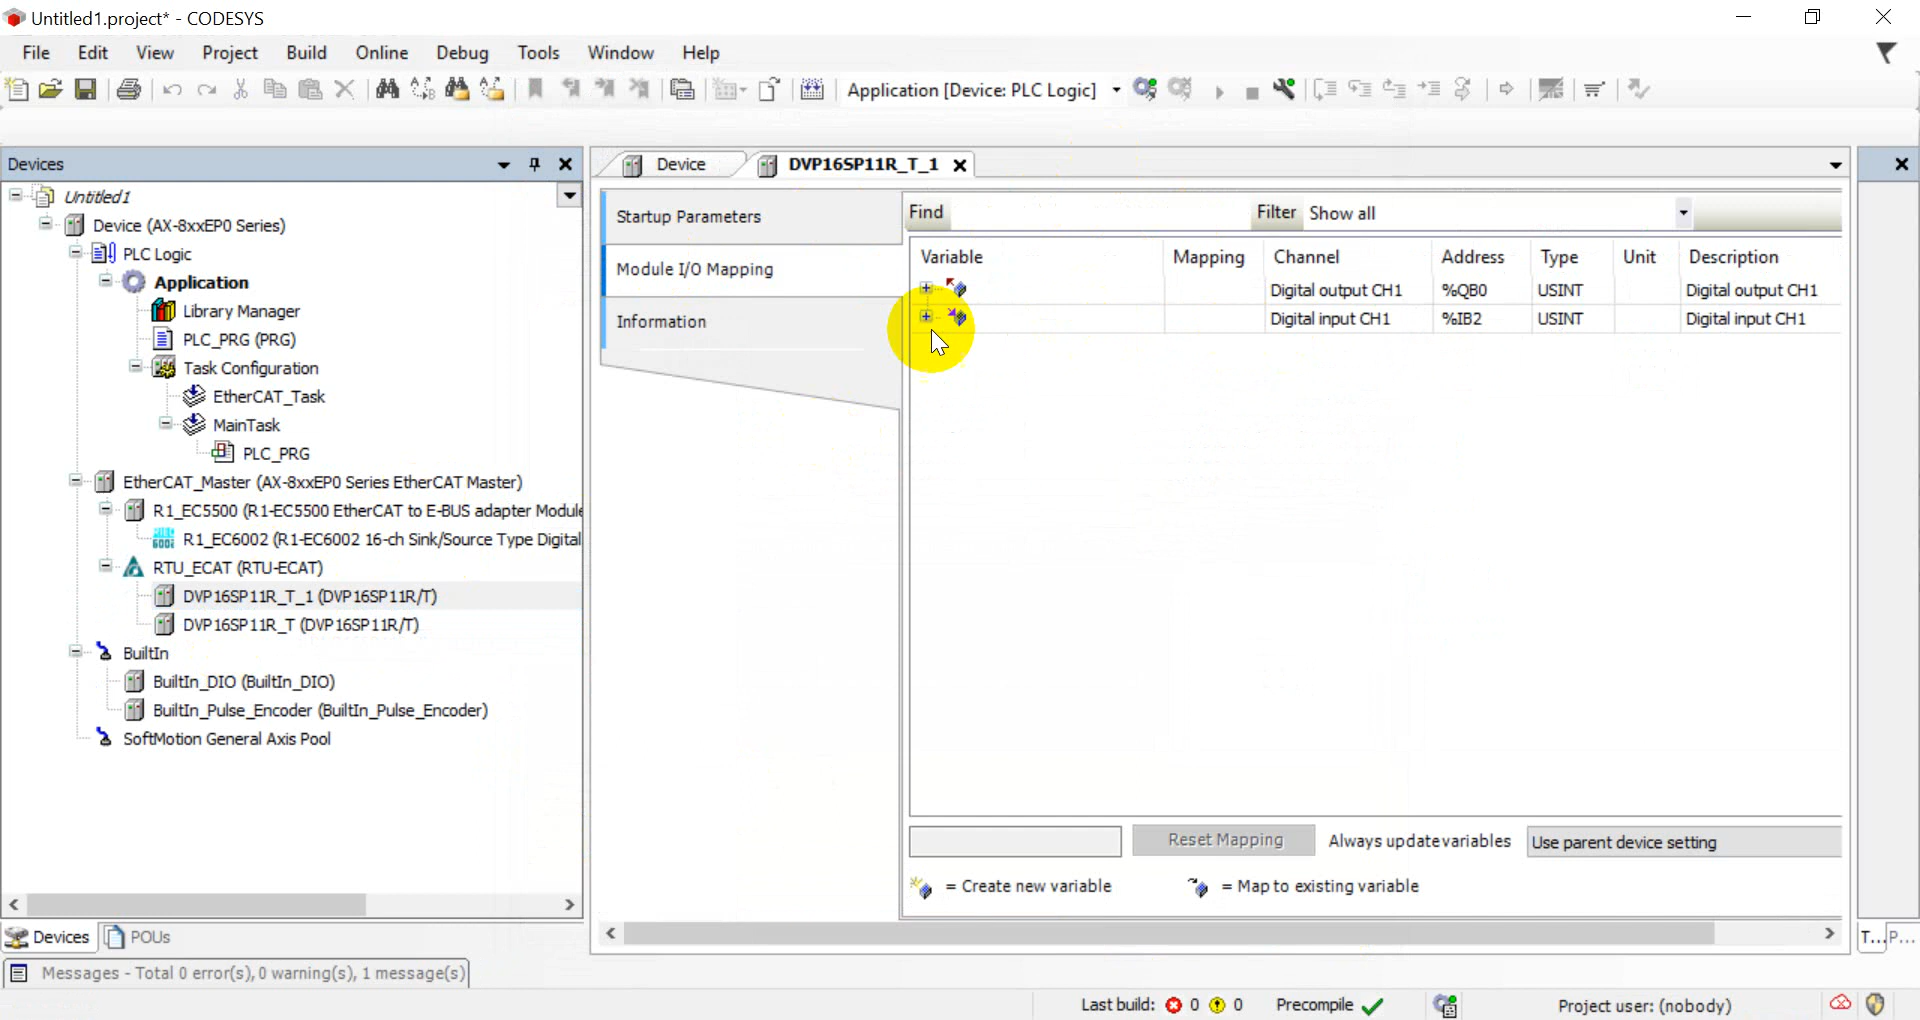 Untitled1.project* - CODESYS
File Edit View Project Build Online Debug Tools Window Help
Application [Device: PLC Logic]
Devices
Untitled1
Device (AX-8xxEP0 Series)
PLC Logic
Application
Library Manager
PLC_PRG (PRG)
Task Configuration
EtherCAT_Task
MainTask
PLC_PRG
EtherCAT_Master (AX-8xxEP0 Series EtherCAT Master)
R1_EC5500 (R1-EC5500 EtherCAT to E-BUS adapter Module
R1_EC6002 (R1-EC6002 16-ch Sink/Source Type Digital
RTU_ECAT (RTU-ECAT)
DVP16SP11R_T_1 (DVP16SP11R/T)
DVP16SP11R_T (DVP16SP11R/T)
BuiltIn
BuiltIn_DIO (BuiltIn_DIO)
BuiltIn_Pulse_Encoder (BuiltIn_Pulse_Encoder)
SoftMotion General Axis Pool
Devices POUs
Device DVP16SP11R_T_1
Startup Parameters
Module I/O Mapping
Information
Find Filter Show all
Variable Mapping Channel Address Type Unit Description
Digital output CH1 %QB0 USINT Digital output CH1
Digital input CH1 %IB2 USINT Digital input CH1
Reset Mapping Always update variables Use parent device setting
= Create new variable = Map to existing variable
T... P...
Messages - Total 0 error(s), 0 warning(s), 1 message(s)
Last build: 0 0 Precompile Project user: (nobody)